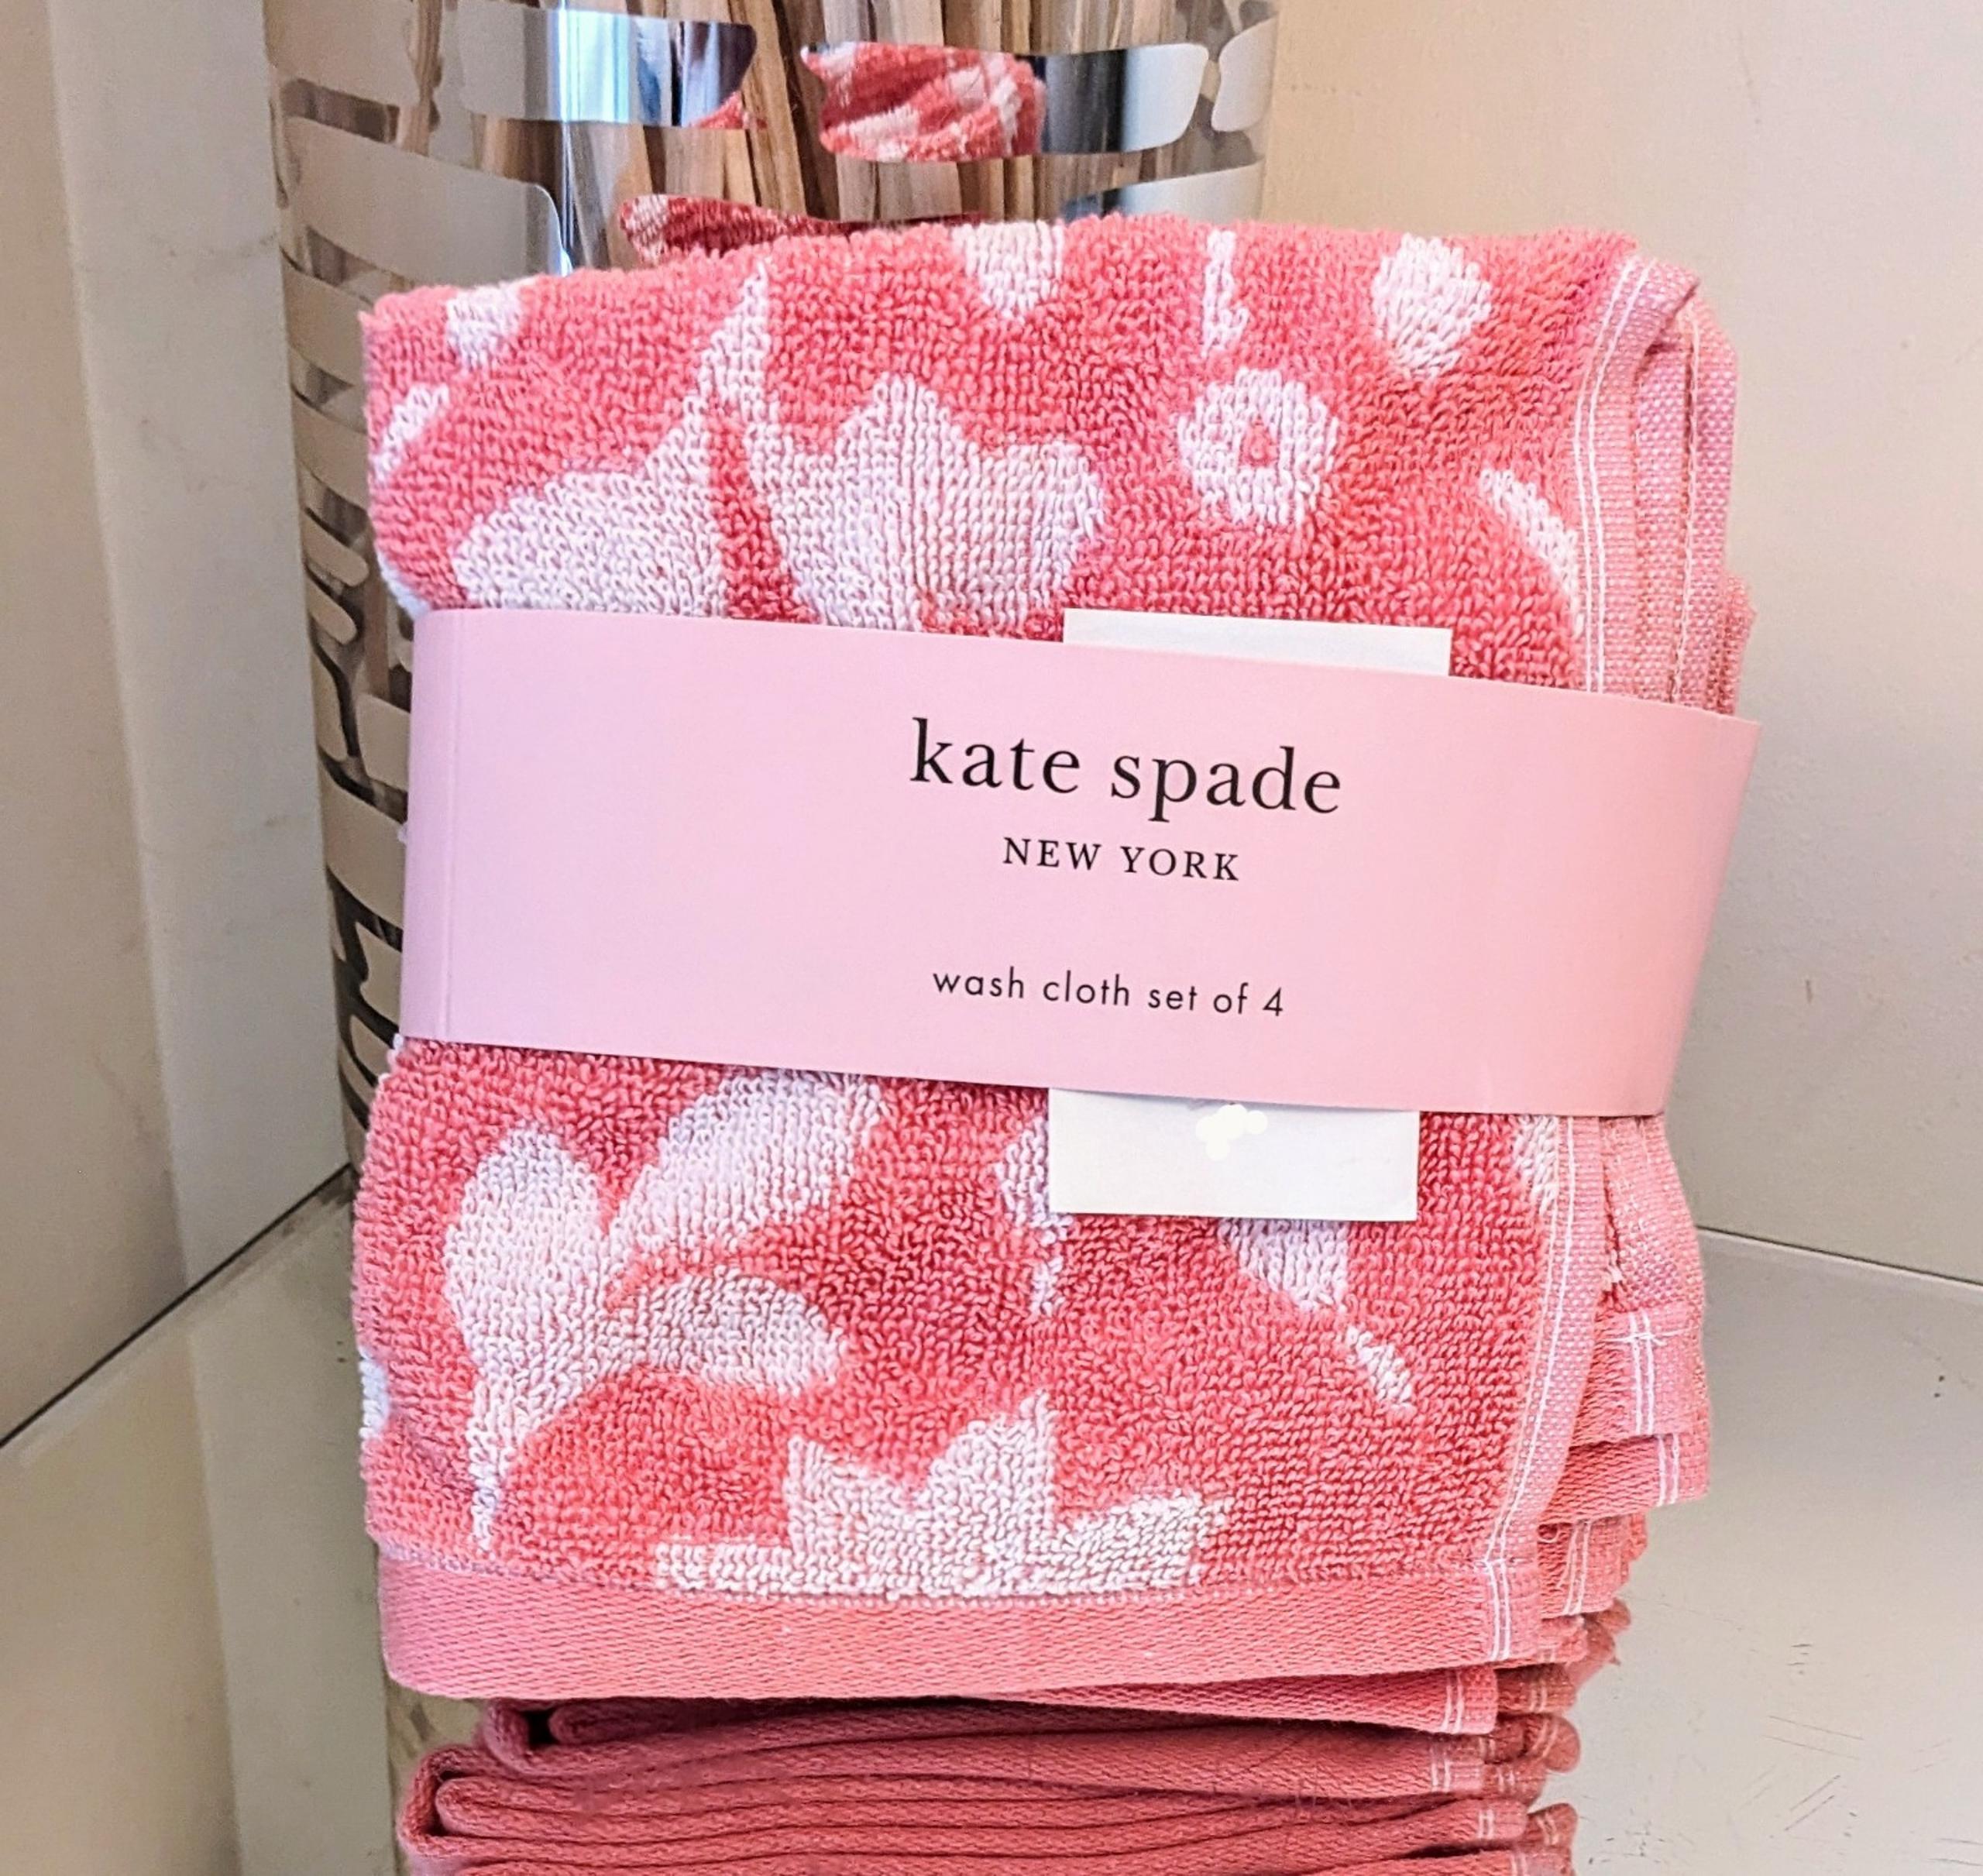 kate spade
NEW YORK
wash cloth set of 4